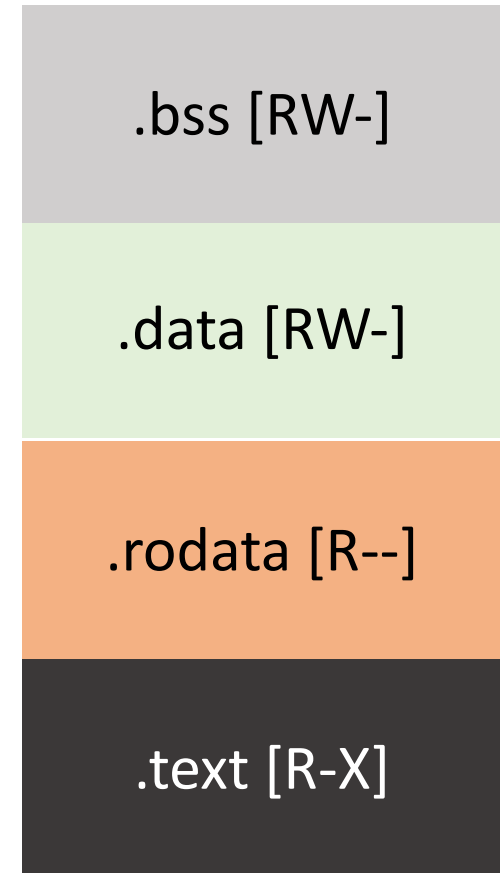 .bss [RW-]
.data [RW-]
.rodata [R--]
.text [R-X]